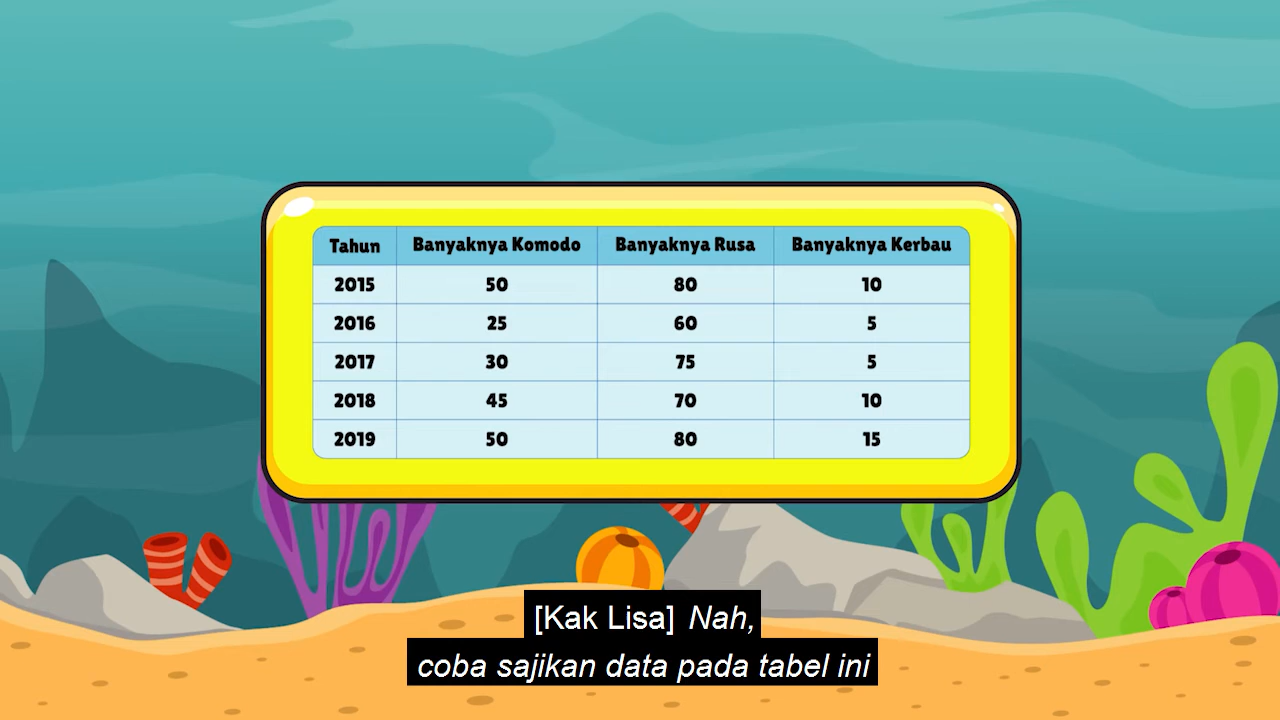 Tahun Banyaknya Komodo Banyaknya Rusa Banyaknya Kerbau
2015 50 80 10
2016 25 60 5
2017 30 75 5
2018 45 70 10
2019 50 80 15
[Kak Lisa] Nah,
coba sajikan data pada tabel ini